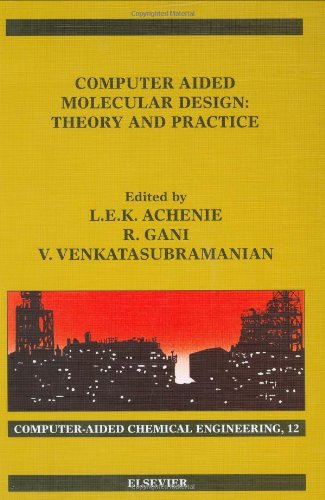 COMPUTER AIDED
MOLECULAR DESIGN:
THEORY AND PRACTICE
Edited by
L.E.K. ACHENIE
R. GANI
V. VENKATASUBRAMANIAN
COMPUTER-AIDED CHEMICAL ENGINEERING, 12
ELSEVIER